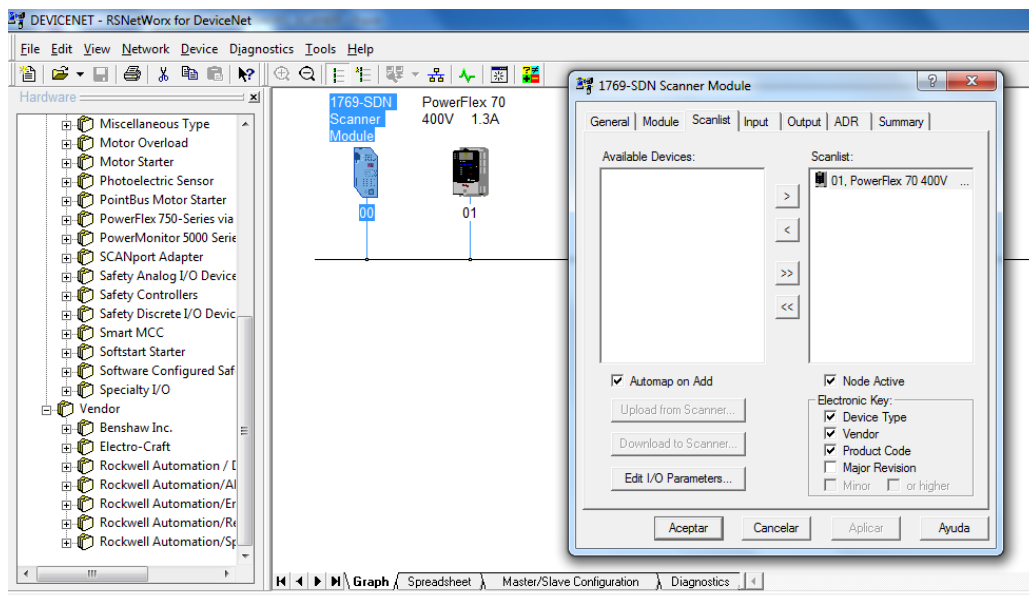 DEVICENET - RSNetWorx for DeviceNet
File Edit View Network Device Diagnostics Tools Help
Hardware
Miscellaneous Type
Motor Overload
Motor Starter
Photoelectric Sensor
PointBus Motor Starter
PowerFlex 750-Series via
PowerMonitor 5000 Serie
SCANport Adapter
Safety Analog I/O Device
Safety Controllers
Safety Discrete I/O Devic
Smart MCC
Softstart Starter
Software Configured Saf
Specialty I/O
Vendor
Benshaw Inc.
Electro-Craft
Rockwell Automation / D
Rockwell Automation/Al
Rockwell Automation/Er
Rockwell Automation/Re
Rockwell Automation/Sp
1769-SDN
Scanner
Module
00
PowerFlex 70
400V 1.3A
01
Graph Spreadsheet Master/Slave Configuration Diagnostics
1769-SDN Scanner Module
General Module Scanlist Input Output ADR Summary
Available Devices:
Scanlist:
01, PowerFlex 70 400V ...
>
<
>>
<<
Automap on Add
Upload from Scanner...
Download to Scanner...
Edit I/O Parameters...
Node Active
Electronic Key:
Device Type
Vendor
Product Code
Major Revision
Minor or higher
Aceptar Cancelar Aplicar Ayuda